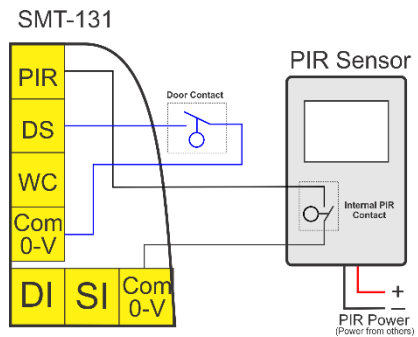 SMT-131
PIR Sensor
PIR
Door Contact
DS
WC
Internal PIR
Contact
Com
0-V
DI
SI
Com
0-V
+
−
PIR Power
(Power from others)